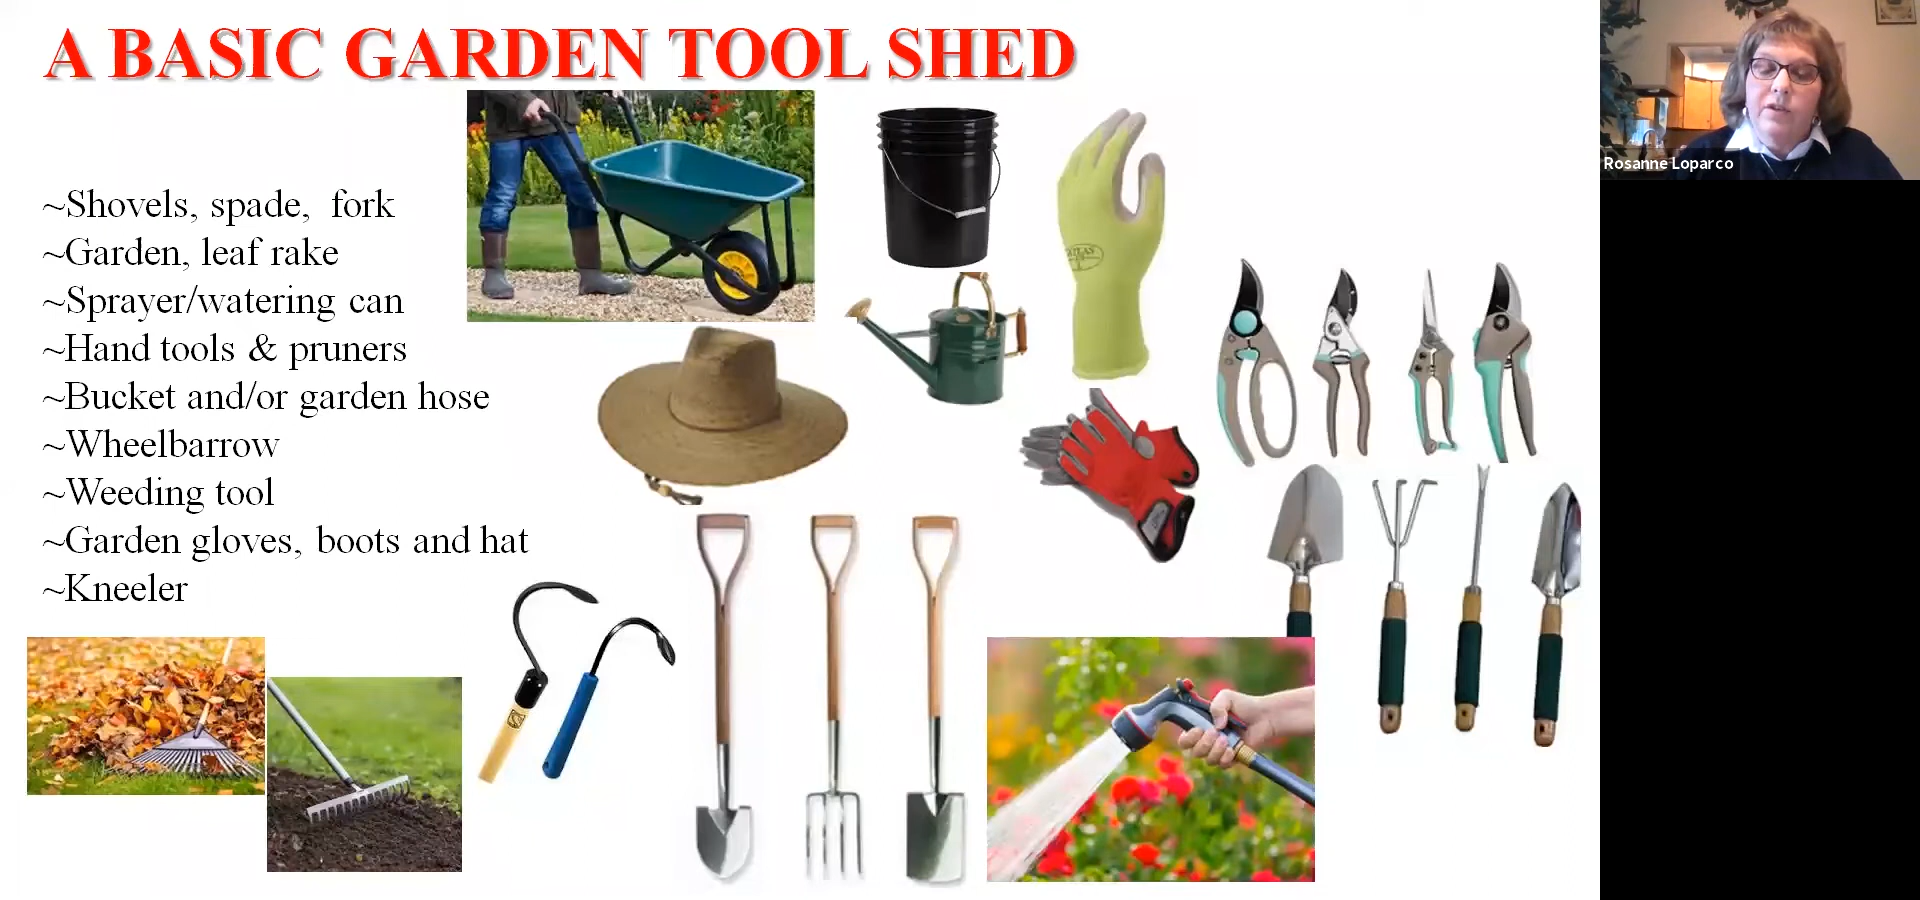 A BASIC GARDEN TOOL SHED
~Shovels, spade,  fork
~Garden, leaf rake
~Sprayer/watering can
~Hand tools & pruners
~Bucket and/or garden hose
~Wheelbarrow
~Weeding tool
~Garden gloves, boots and hat
~Kneeler
Rosanne Loparco